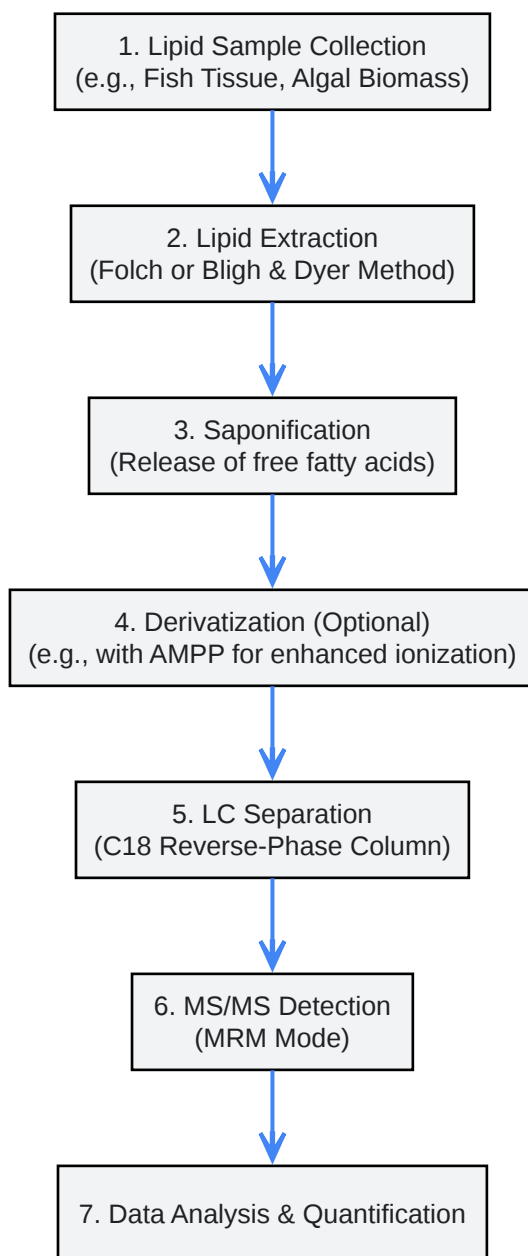 1. Lipid Sample Collection
(e.g., Fish Tissue, Algal Biomass)
2. Lipid Extraction
(Folch or Bligh & Dyer Method)
3. Saponification
(Release of free fatty acids)
4. Derivatization (Optional)
(e.g., with AMPP for enhanced ionization)
5. LC Separation
(C18 Reverse-Phase Column)
6. MS/MS Detection
(MRM Mode)
7. Data Analysis & Quantification